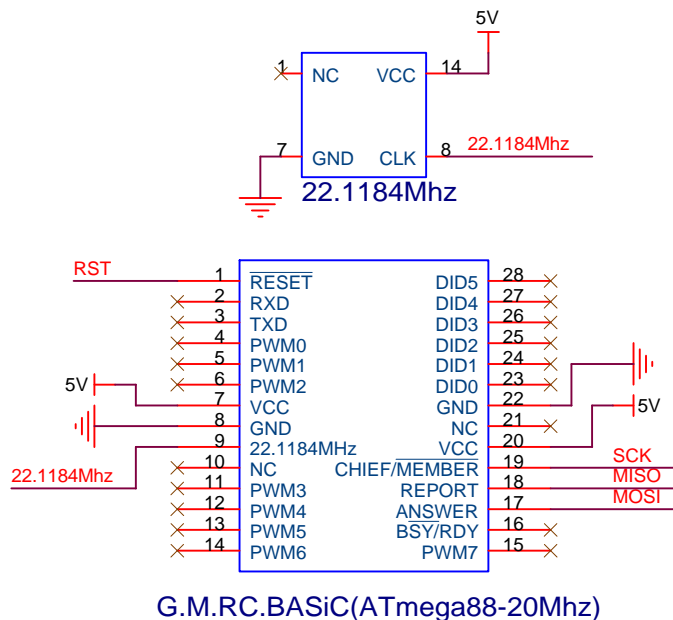 5V
1 NC VCC 14
7 GND CLK 8 22.1184Mhz
22.1184Mhz
RST 1 RESET DID5 28
2 RXD DID4 27
3 TXD DID3 26
4 PWM0 DID2 25
5 PWM1 DID1 24
6 PWM2 DID0 23
5V 7 VCC GND 22
8 GND NC 21
9 22.1184MHz VCC 20 5V
10 NC CHIEF/MEMBER 19 SCK
22.1184Mhz 11 PWM3 REPORT 18 MISO
12 PWM4 ANSWER 17 MOSI
13 PWM5 BSY/RDY 16
14 PWM6 PWM7 15
G.M.RC.BASiC(ATmega88-20Mhz)